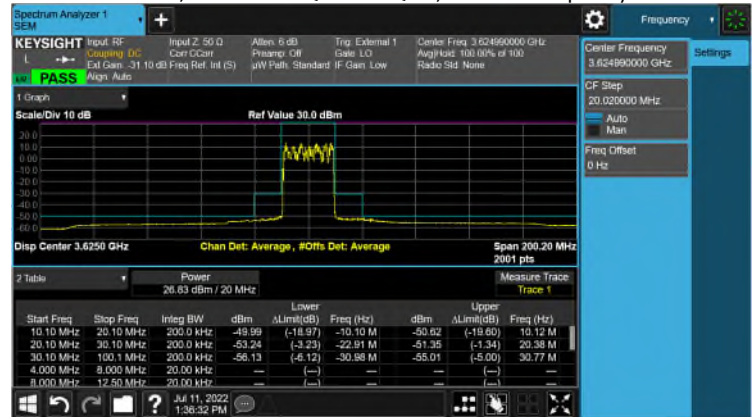 Spectrum Analyzer 1
SEM
Frequency
KEYSIGHT Input: RF Input Z: 50 Ω Atten: 6 dB Trig: External 1 Center Freq: 3.624990000 GHz
L Coupling: DC Corr CCorr Preamp: Off Gate: LO Avg|Hold: 100.00% of 100
Ext Gain: -31.10 dB Freq Ref: Int (S) µW Path: Standard IF Gain: Low Radio Std: None
PASS Align: Auto
Center Frequency
3.624990000 GHz
Settings
CF Step
20.020000 MHz
Auto
Man
Freq Offset
0 Hz
1 Graph
Scale/Div 10 dB Ref Value 30.0 dBm
20.0
10.0
0.00
-10.0
-20.0
-30.0
-40.0
-50.0
-60.0
Disp Center 3.6250 GHz Chan Det: Average, #Offs Det: Average Span 200.20 MHz
2001 pts
2 Table Power Measure Trace
26.83 dBm / 20 MHz Trace 1
Lower Upper
Start Freq Stop Freq Integ BW dBm ΔLimit(dB) Freq (Hz) dBm ΔLimit(dB) Freq (Hz)
10.10 MHz 20.10 MHz 200.0 kHz -49.99 (-18.97) -10.10 M -50.62 (-19.60) 10.12 M
20.10 MHz 30.10 MHz 200.0 kHz -53.24 (-3.23) -22.91 M -51.35 (-1.34) 20.38 M
30.10 MHz 100.1 MHz 200.0 kHz -56.13 (-6.12) -30.98 M -55.01 (-5.00) 30.77 M
4.000 MHz 8.000 MHz 20.00 kHz --- (---) --- (---)
8.000 MHz 12.50 MHz 20.00 kHz --- (---) --- (---)
Jul 11, 2022
1:36:32 PM